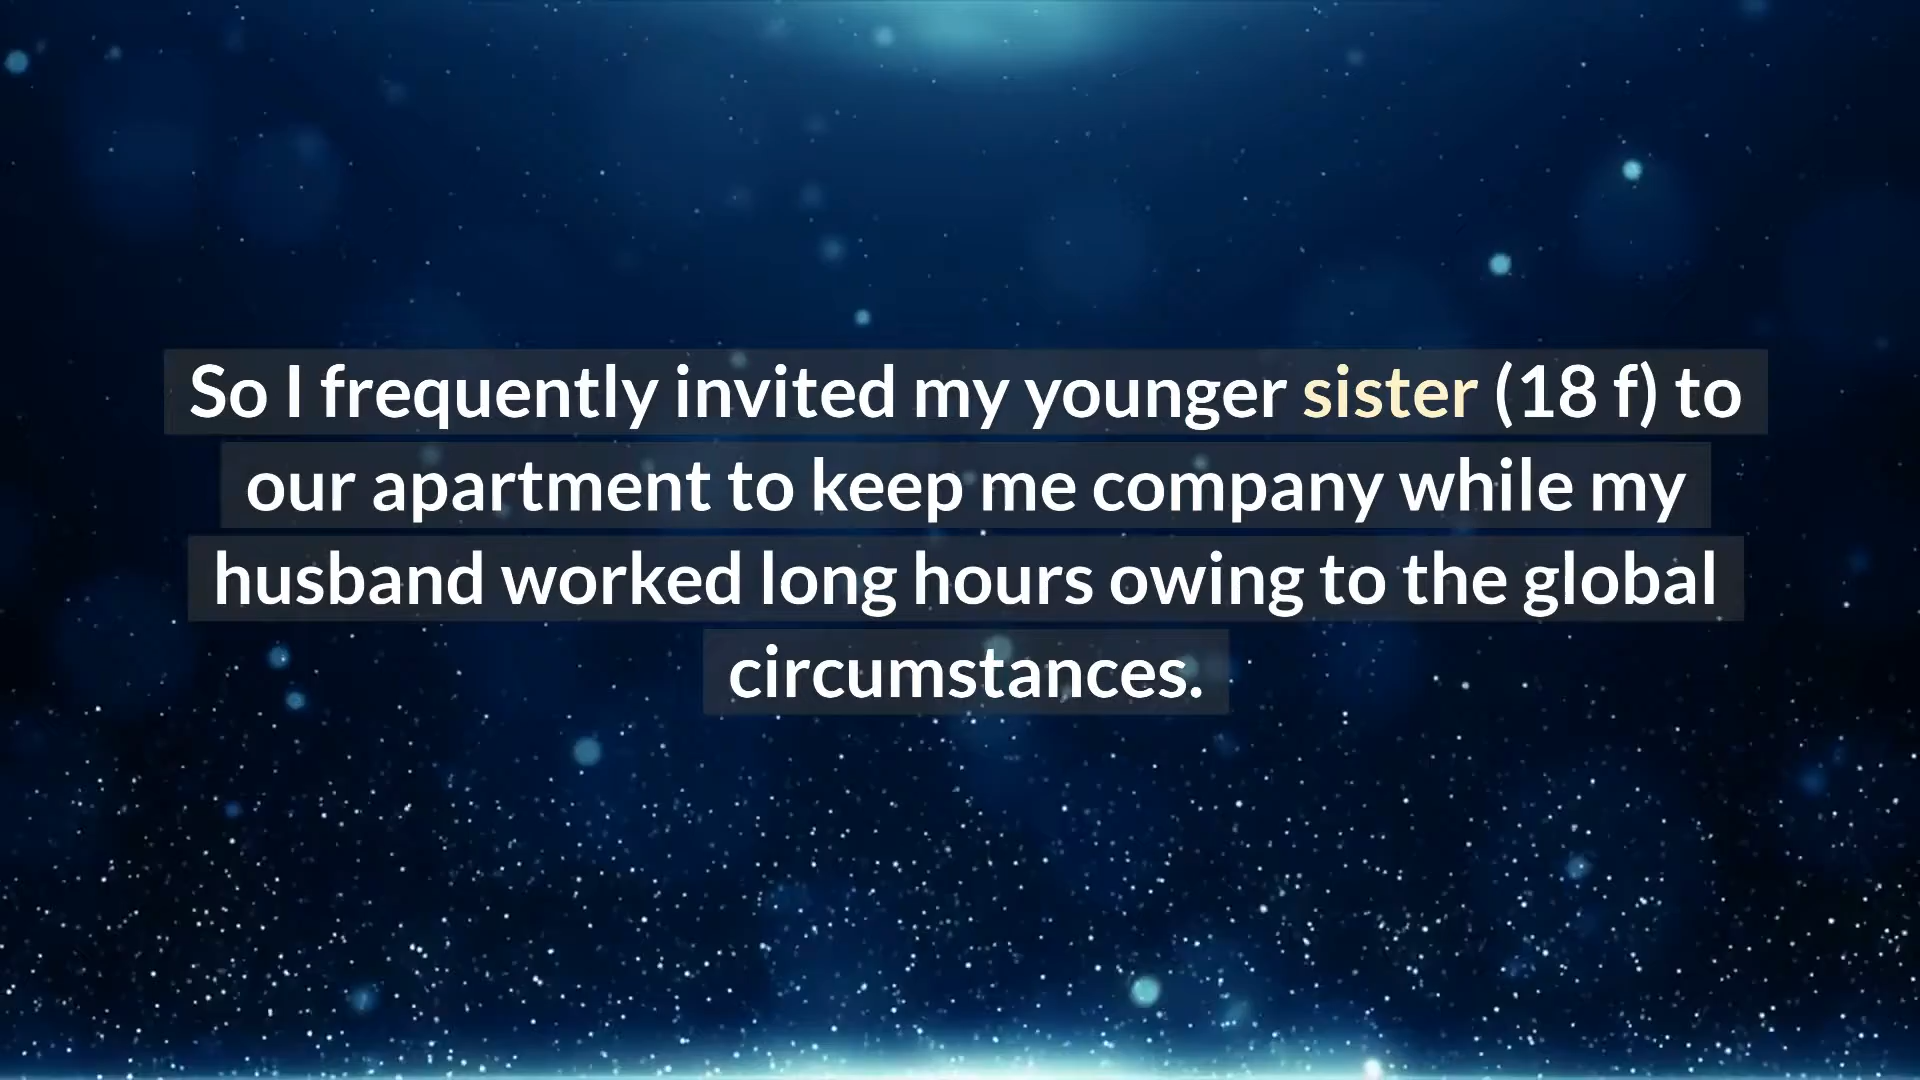 So I frequently invited my younger sister (18 f) to
our apartment to keep me company while my
husband worked long hours owing to the global
circumstances.